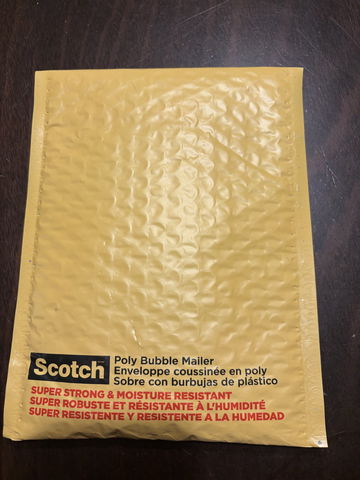 Scotch
Poly Bubble Mailer
Enveloppe coussinée en poly
Sobre con burbujas de plástico
SUPER STRONG & MOISTURE RESISTANT
SUPER ROBUSTE ET RÉSISTANTE À L'HUMIDITÉ
SUPER RESISTENTE Y RESISTENTE A LA HUMEDAD